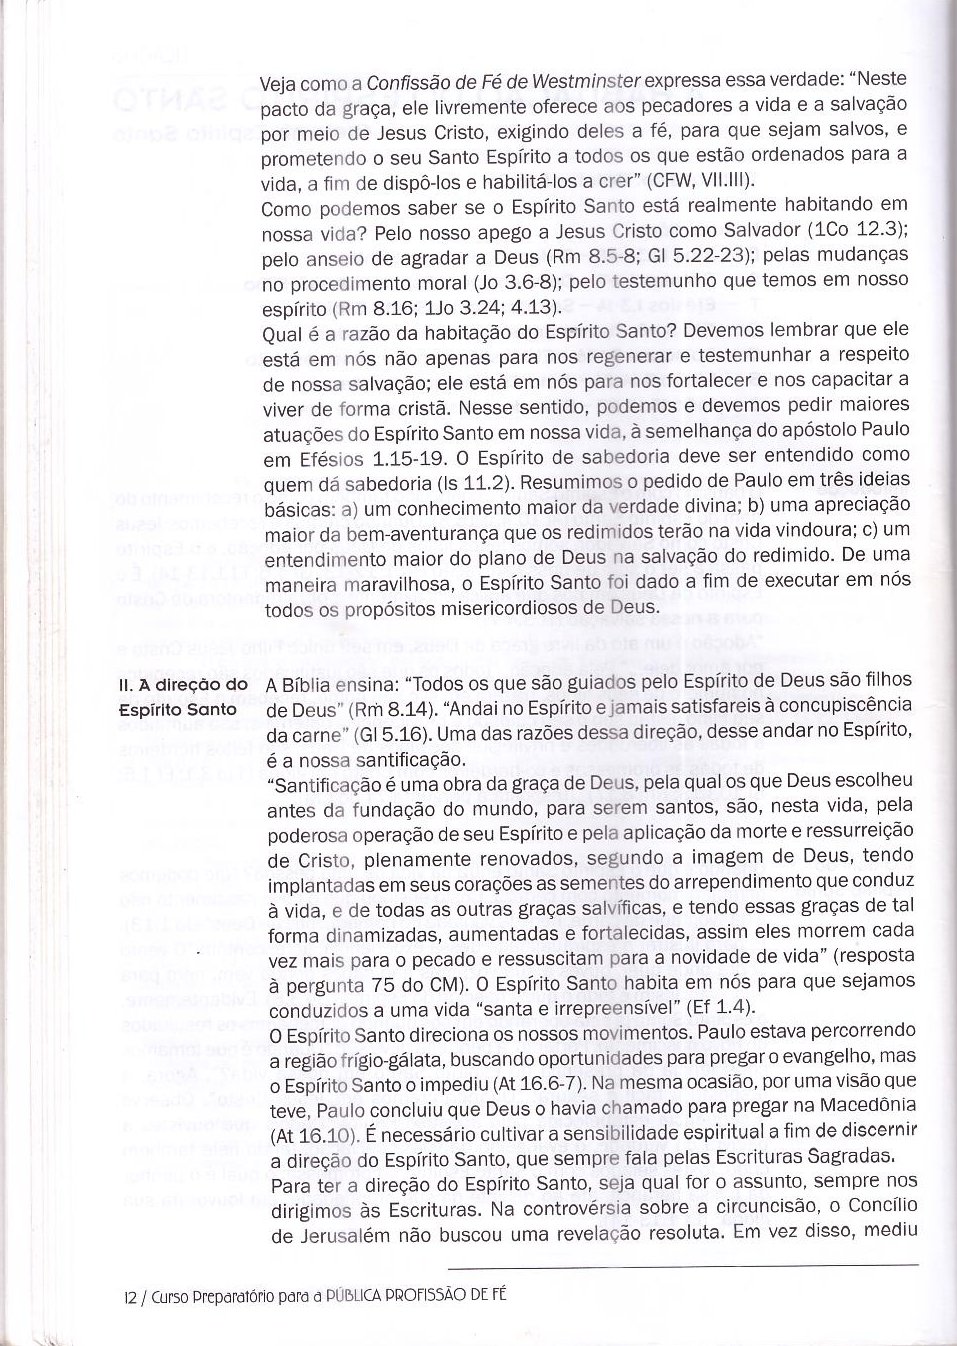 Veja como a Confissão de Fé de Westminster expressa essa verdade: “Neste
pacto da graça, ele livremente oferece aos pecadores a vida e a salvação
por meio de Jesus Cristo, exigindo deles a fé, para que sejam salvos, e
prometendo o seu Santo Espírito a todos os que estão ordenados para a
vida, a fim de dispô-los e habilitá-los a crer” (CFW, VII.III).
Como podemos saber se o Espírito Santo está realmente habitando em
nossa vida? Pelo nosso apego a Jesus Cristo como Salvador (1Co 12.3);
pelo anseio de agradar a Deus (Rm 8.5-8; Gl 5.22-23); pelas mudanças
no procedimento moral (Jo 3.6-8); pelo testemunho que temos em nosso
espírito (Rm 8.16; 1Jo 3.24; 4.13).
Qual é a razão da habitação do Espírito Santo? Devemos lembrar que ele
está em nós não apenas para nos regenerar e testemunhar a respeito
de nossa salvação; ele está em nós para nos fortalecer e nos capacitar a
viver de forma cristã. Nesse sentido, podemos e devemos pedir maiores
atuações do Espírito Santo em nossa vida, à semelhança do apóstolo Paulo
em Efésios 1.15-19. O Espírito de sabedoria deve ser entendido como
quem dá sabedoria (Is 11.2). Resumimos o pedido de Paulo em três ideias
básicas: a) um conhecimento maior da verdade divina; b) uma apreciação
maior da bem-aventurança que os redimidos terão na vida vindoura; c) um
entendimento maior do plano de Deus na salvação do redimido. De uma
maneira maravilhosa, o Espírito Santo foi dado a fim de executar em nós
todos os propósitos misericordiosos de Deus.
II. A direção do
Espírito Santo
A Bíblia ensina: “Todos os que são guiados pelo Espírito de Deus são filhos
de Deus” (Rm 8.14). “Andai no Espírito e jamais satisfareis à concupiscência
da carne” (Gl 5.16). Uma das razões dessa direção, desse andar no Espírito,
é a nossa santificação.
“Santificação é uma obra da graça de Deus, pela qual os que Deus escolheu
antes da fundação do mundo, para serem santos, são, nesta vida, pela
poderosa operação de seu Espírito e pela aplicação da morte e ressurreição
de Cristo, plenamente renovados, segundo a imagem de Deus, tendo
implantadas em seus corações as sementes do arrependimento que conduz
à vida, e de todas as outras graças salvíficas, e tendo essas graças de tal
forma dinamizadas, aumentadas e fortalecidas, assim eles morrem cada
vez mais para o pecado e ressuscitam para a novidade de vida” (resposta
à pergunta 75 do CM). O Espírito Santo habita em nós para que sejamos
conduzidos a uma vida “santa e irrepreensível” (Ef 1.4).
O Espírito Santo direciona os nossos movimentos. Paulo estava percorrendo
a região frígio-gálata, buscando oportunidades para pregar o evangelho, mas
o Espírito Santo o impediu (At 16.6-7). Na mesma ocasião, por uma visão que
teve, Paulo concluiu que Deus o havia chamado para pregar na Macedônia
(At 16.10). É necessário cultivar a sensibilidade espiritual a fim de discernir
a direção do Espírito Santo, que sempre fala pelas Escrituras Sagradas.
Para ter a direção do Espírito Santo, seja qual for o assunto, sempre nos
dirigimos às Escrituras. Na controvérsia sobre a circuncisão, o Concílio
de Jerusalém não buscou uma revelação resoluta. Em vez disso, mediu
12 / Curso Preparatório para a PÚBLICA PROFISSÃO DE FÉ